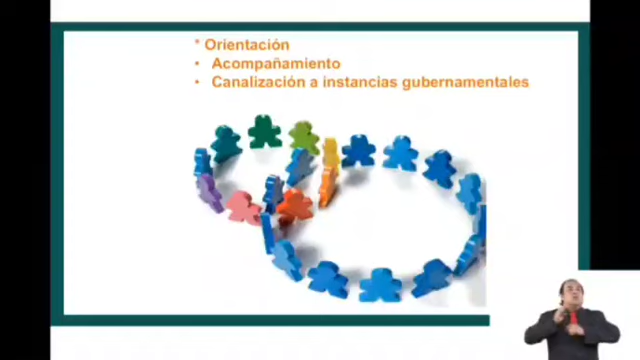 * Orientación
• Acompañamiento
• Canalización a instancias gubernamentales